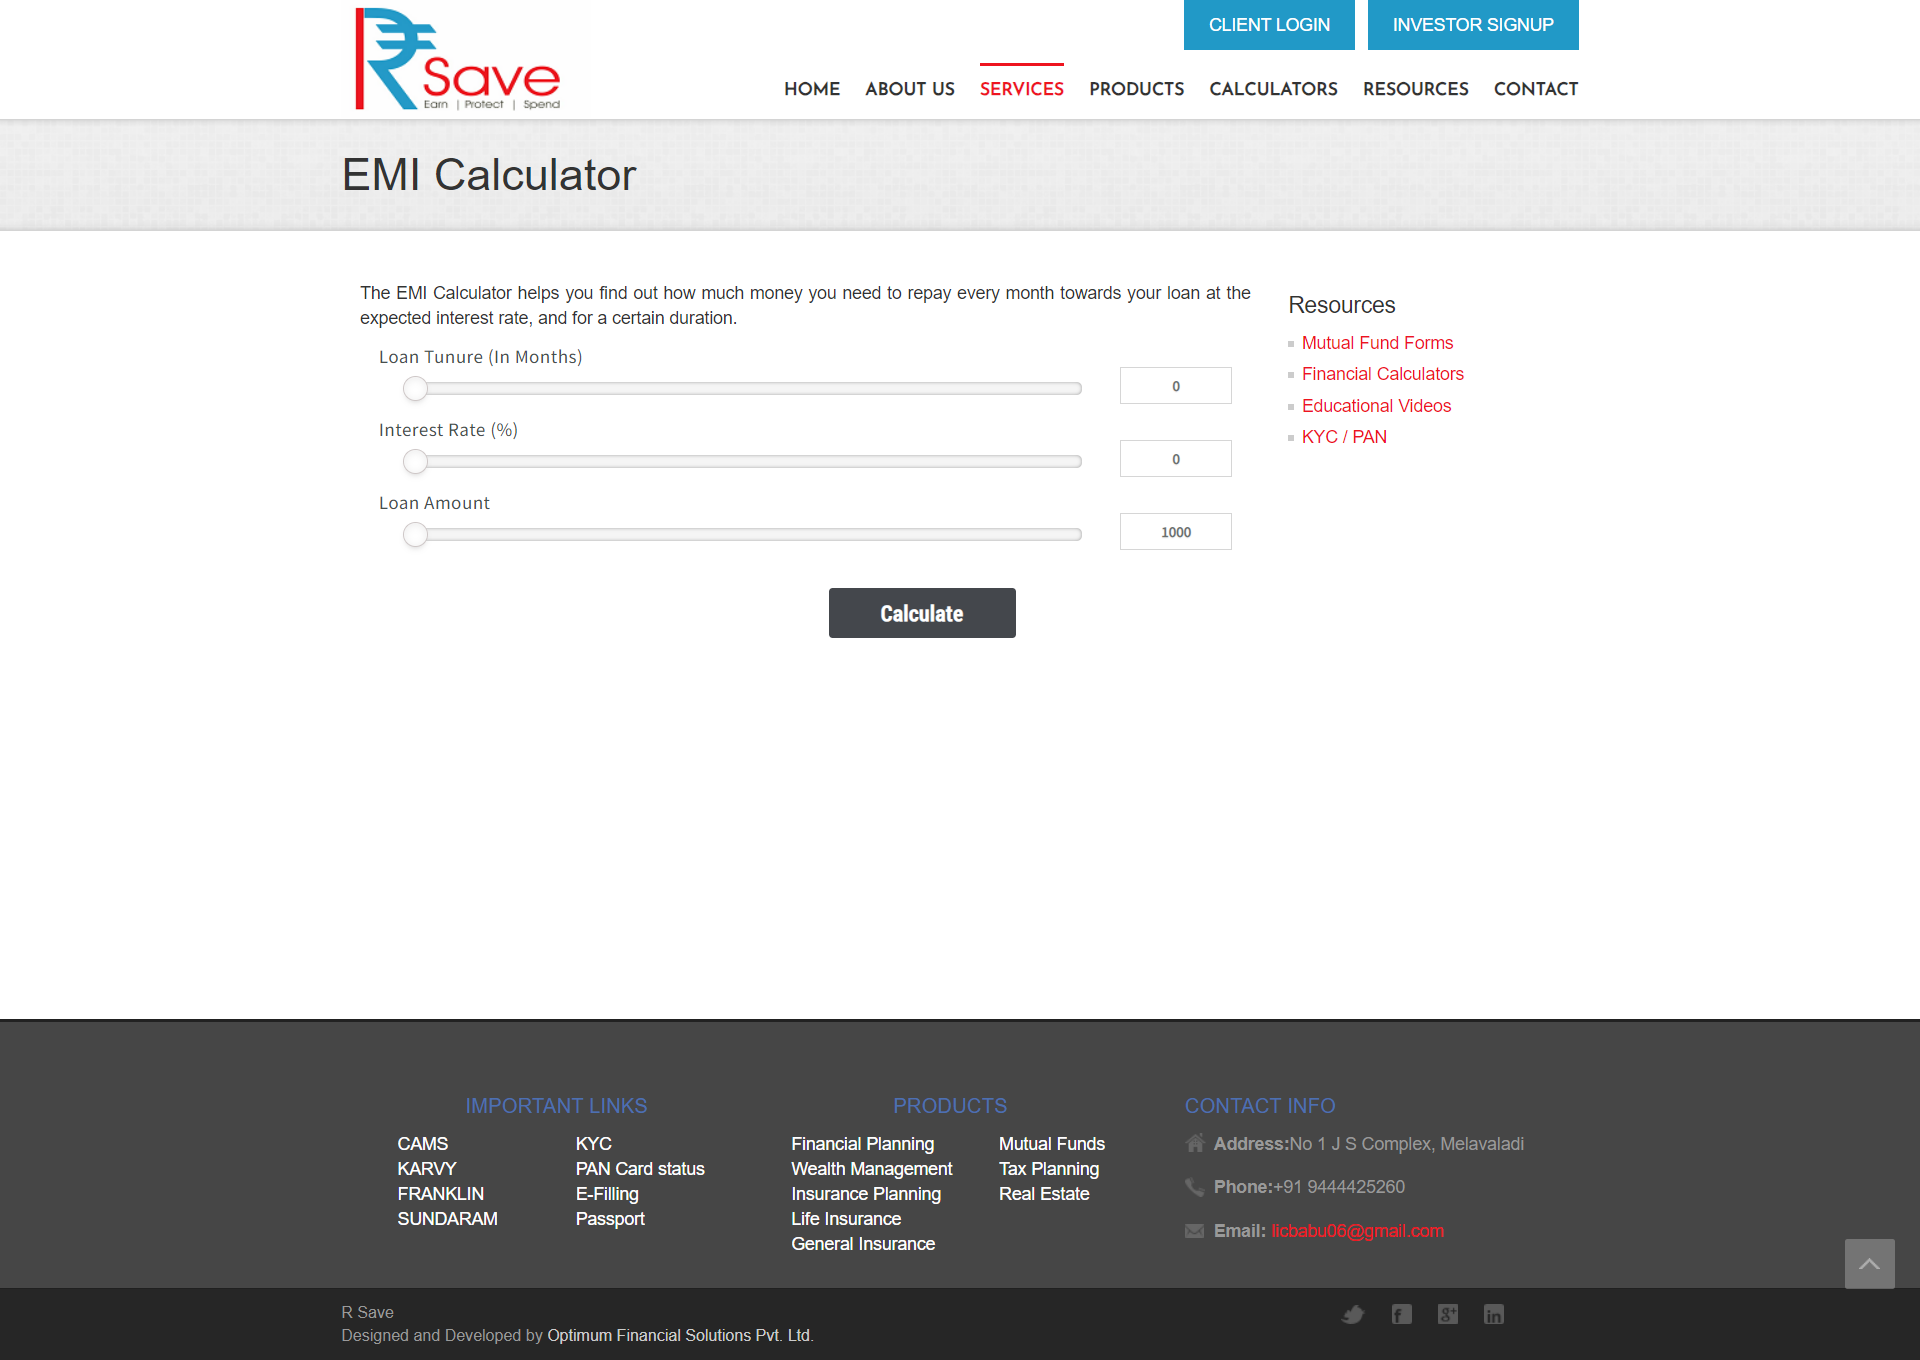 Save
Earn | Protect | Spend
CLIENT LOGIN
INVESTOR SIGNUP
HOME
ABOUT US
SERVICES
PRODUCTS
CALCULATORS
RESOURCES
CONTACT
EMI Calculator
The EMI Calculator helps you find out how much money you need to repay every month towards your loan at the
expected interest rate, and for a certain duration.
Loan Tunure (In Months)
0
Interest Rate (%)
0
Loan Amount
1000
Calculate
Resources
Mutual Fund Forms
Financial Calculators
Educational Videos
KYC / PAN
IMPORTANT LINKS
CAMS
KARVY
FRANKLIN
SUNDARAM
KYC
PAN Card status
E-Filling
Passport
PRODUCTS
Financial Planning
Wealth Management
Insurance Planning
Life Insurance
General Insurance
Mutual Funds
Tax Planning
Real Estate
CONTACT INFO
Address:No 1 J S Complex, Melavaladi
Phone:+91 9444425260
Email: licbabu06@gmail.com
R Save
Designed and Developed by Optimum Financial Solutions Pvt. Ltd.